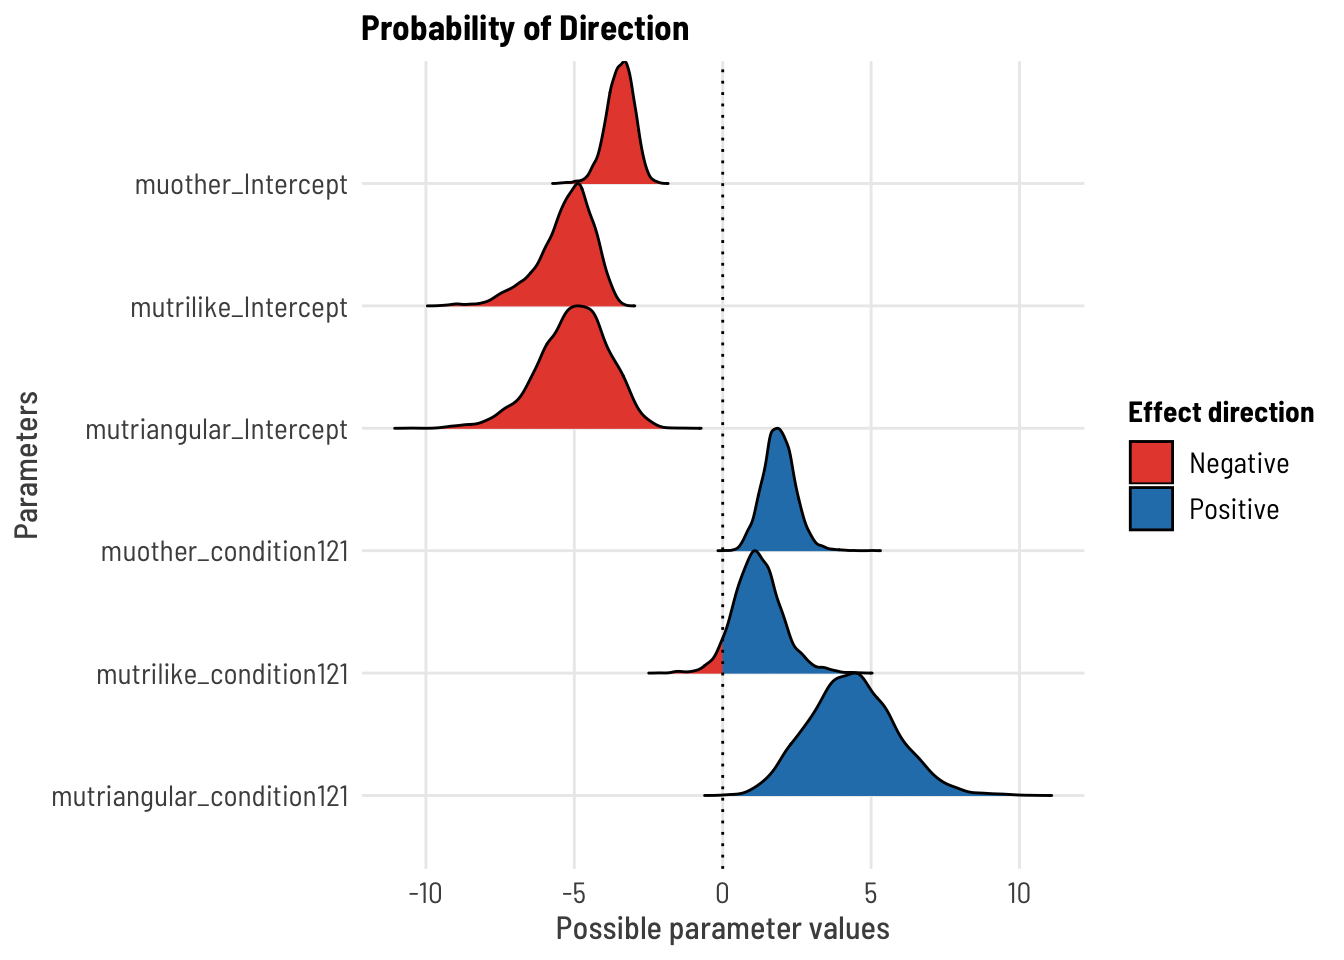 Probability of Direction
muother_Intercept
mutrilike_Intercept
mutriangular_Intercept
muother_condition121
mutrilike_condition121
mutriangular_condition121
Parameters
-10 -5 0 5 10
Possible parameter values
Effect direction
Negative
Positive